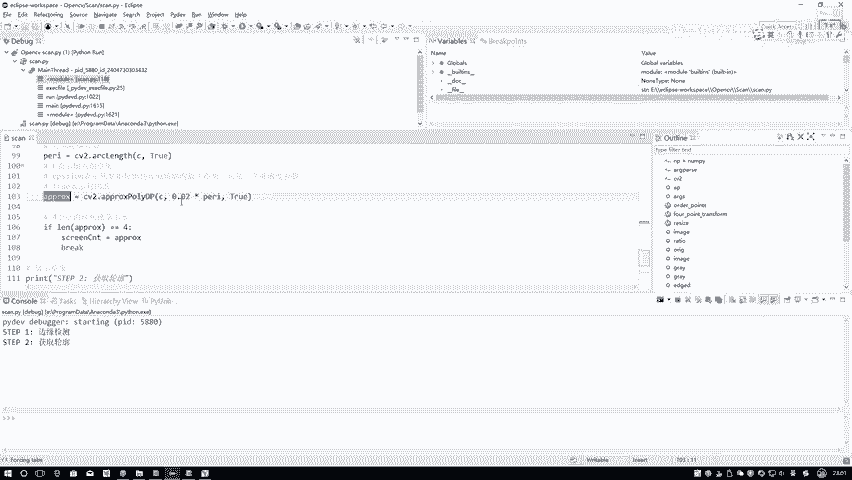 eclipse-workspace - Opencv/Scan/scan.py - Eclipse
File Edit Source Refactoring Navigate Search Project Pydev Run Window Help
Debug
Variables Breakpoints
Opencv scan.py (1) [Python Run]
scan.py
MainThread - pid_5880_id_2404730303432
<module> [scan.py:118]
execfile [_pydev_execfile.py:25]
run [pydevd.py:1022]
main [pydevd.py:1615]
<module> [pydevd.py:1621]
scan.py [debug] [e:\ProgramData\Anaconda3\python.exe]
Name Value
Globals Global variables
__builtins__ module: <module 'builtins' (built-in)>
__doc__ NoneType: None
__file__ str: E:\\eclipse-workspace\\Opencv\\Scan\\scan.py
scan
99 peri = cv2.arcLength(c, True)
100
101
102
103 approx = cv2.approxPolyDP(c, 0.02 * peri, True)
104
105
106 if len(approx) == 4:
107 screenCnt = approx
108 break
109
110
111 print("STEP 2: 获取轮廓")
Outline
type filter text
np = numpy
argparse
cv2
ap
args
order_points
four_point_transform
resize
image
ratio
orig
image
gray
gray
edged
Console Tasks Hierarchy View PyUnit
scan.py [debug] [e:\ProgramData\Anaconda3\python.exe]
pydev debugger: starting (pid: 5880)
STEP 1: 边缘检测
STEP 2: 获取轮廓
>>>
Forcing tabs Writable Insert 103 : 11